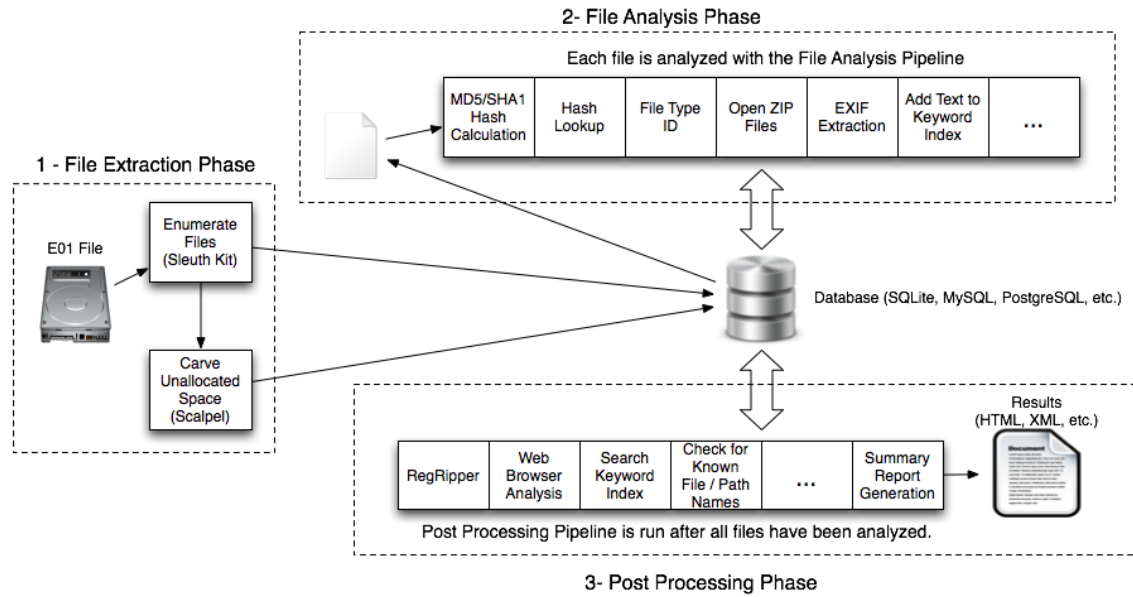 2- File Analysis Phase
Each file is analyzed with the File Analysis Pipeline
MD5/SHA1
Hash
Calculation
Hash
Lookup
File Type
ID
Open ZIP
Files
EXIF
Extraction
Add Text to
Keyword
Index
...
1 - File Extraction Phase
E01 File
Enumerate
Files
(Sleuth Kit)
Carve
Unallocated
Space
(Scalpel)
Database (SQLite, MySQL, PostgreSQL, etc.)
RegRipper
Web
Browser
Analysis
Search
Keyword
Index
Check for
Known
File / Path
Names
...
Summary
Report
Generation
Results
(HTML, XML, etc.)
Document
Post Processing Pipeline is run after all files have been analyzed.
3- Post Processing Phase